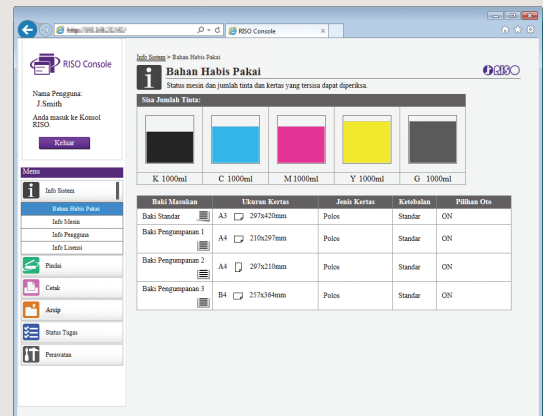 RISO Console
RISO Console
Nama Pengguna:
J.Smith
Anda masuk ke Konsol
RISO.
Keluar
Menu
Info Sistem
Bahan Habis Pakai
Info Mesin
Info Pengguna
Info Lisensi
Pindai
Cetak
Arsip
Status Tugas
Perawatan
Info Sistem > Bahan Habis Pakai
Bahan Habis Pakai
RISO
Status mesin dan jumlah tinta dan kertas yang tersisa dapat diperiksa.
Sisa Jumlah Tinta:
K 1000ml C 1000ml M 1000ml Y 1000ml G 1000ml
Baki Masukan Ukuran Kertas Jenis Kertas Ketebalan Pilihan Oto
Baki Standar A3 297x420mm Polos Standar ON
Baki Pengumpanan 1 A4 210x297mm Polos Standar ON
Baki Pengumpanan 2 A4 297x210mm Polos Standar ON
Baki Pengumpanan 3 B4 257x364mm Polos Standar ON